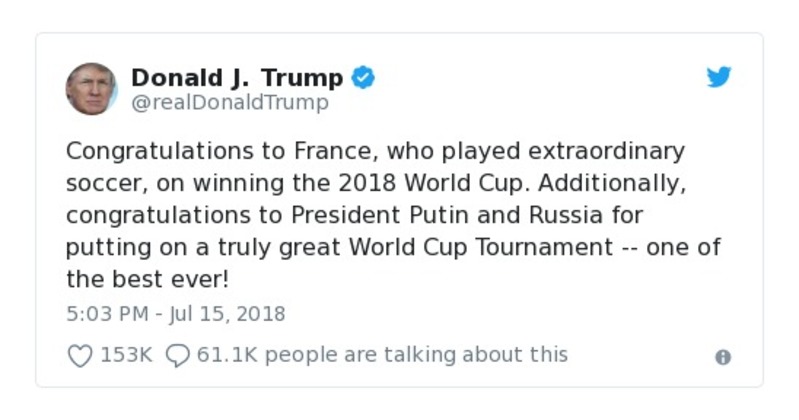 Donald J. Trump
@realDonaldTrump
Congratulations to France, who played extraordinary
soccer, on winning the 2018 World Cup. Additionally,
congratulations to President Putin and Russia for
putting on a truly great World Cup Tournament -- one of
the best ever!
5:03 PM - Jul 15, 2018
153K 61.1K people are talking about this